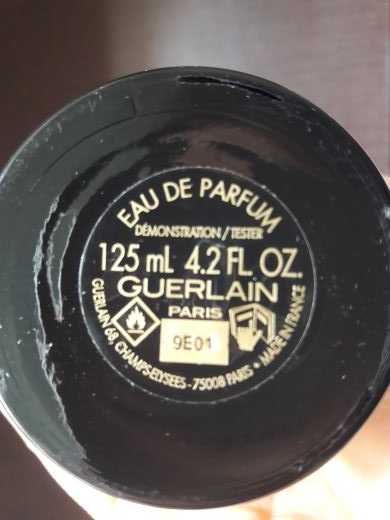 EAU DE PARFUM
DÉMONSTRATION / TESTER
125 mL 4.2 FL. OZ.
GUERLAIN
PARIS
9E01
GUERLAIN 68, CHAMPS-ELYSEES - 75008 PARIS • MADE IN FRANCE